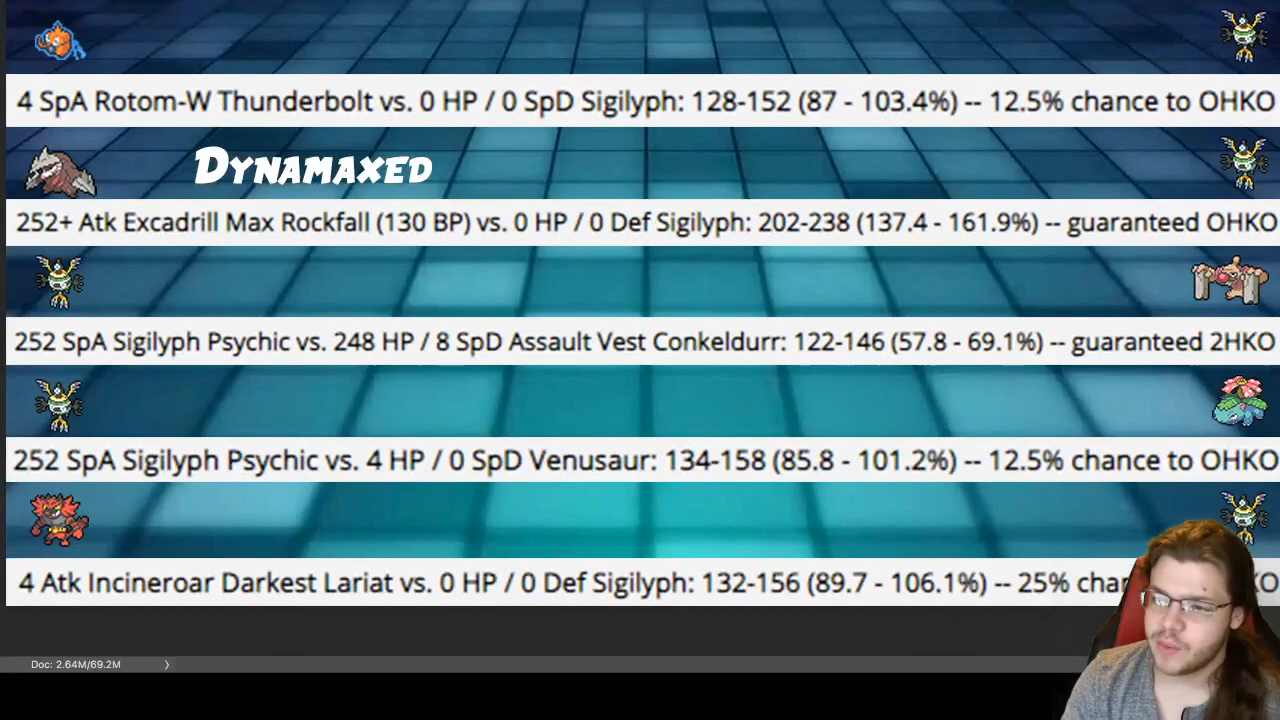 4 SpA Rotom-W Thunderbolt vs. 0 HP / 0 SpD Sigilyph: 128-152 (87 - 103.4%) -- 12.5% chance to OHKO
DYNAMAXED
252+ Atk Excadrill Max Rockfall (130 BP) vs. 0 HP / 0 Def Sigilyph: 202-238 (137.4 - 161.9%) -- guaranteed OHKO
252 SpA Sigilyph Psychic vs. 248 HP / 8 SpD Assault Vest Conkeldurr: 122-146 (57.8 - 69.1%) -- guaranteed 2HKO
252 SpA Sigilyph Psychic vs. 4 HP / 0 SpD Venusaur: 134-158 (85.8 - 101.2%) -- 12.5% chance to OHKO
4 Atk Incineroar Darkest Lariat vs. 0 HP / 0 Def Sigilyph: 132-156 (89.7 - 106.1%) -- 25%
Doc: 2.64M/69.2M